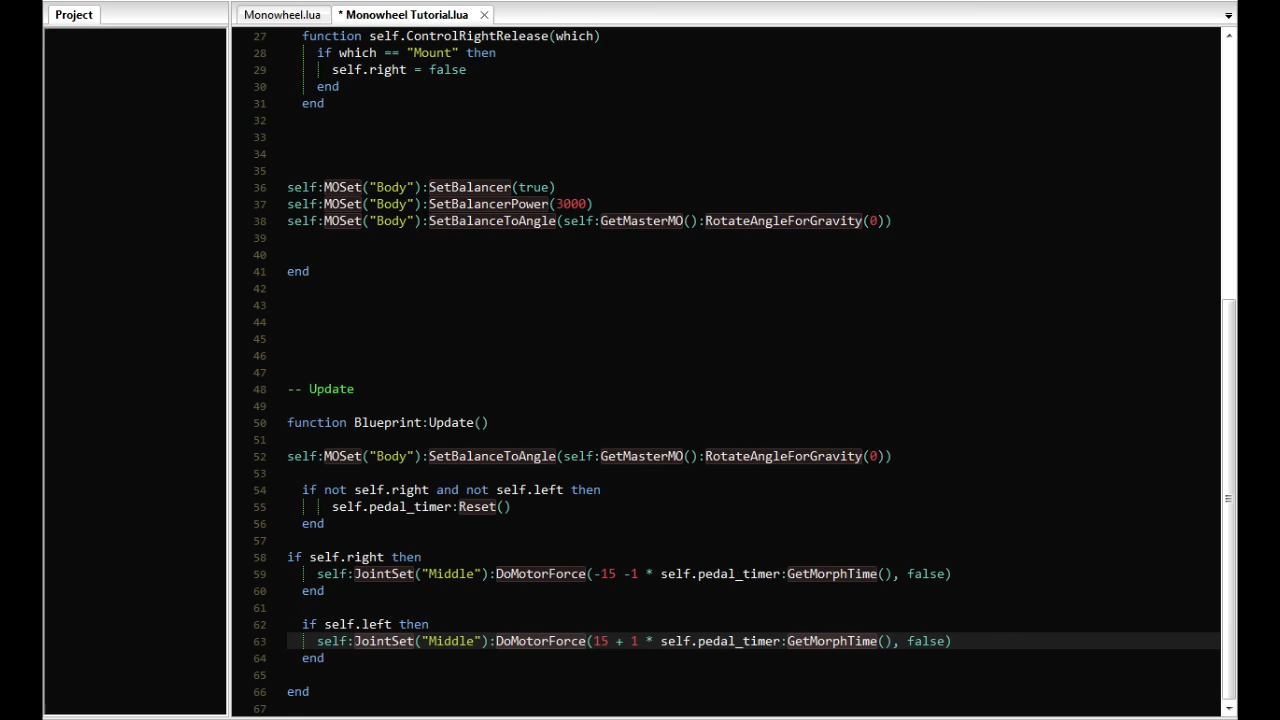 Project
Monowheel.lua
* Monowheel Tutorial.lua
27 function self.ControlRightRelease(which)
28 if which == "Mount" then
29 self.right = false
30 end
31 end
32
33
34
35
36 self:MOSet("Body"):SetBalancer(true)
37 self:MOSet("Body"):SetBalancerPower(3000)
38 self:MOSet("Body"):SetBalanceToAngle(self:GetMasterMO():RotateAngleForGravity(0))
39
40
41 end
42
43
44
45
46
47
48 -- Update
49
50 function Blueprint:Update()
51
52 self:MOSet("Body"):SetBalanceToAngle(self:GetMasterMO():RotateAngleForGravity(0))
53
54 if not self.right and not self.left then
55 self.pedal_timer:Reset()
56 end
57
58 if self.right then
59 self:JointSet("Middle"):DoMotorForce(-15 -1 * self.pedal_timer:GetMorphTime(), false)
60 end
61
62 if self.left then
63 self:JointSet("Middle"):DoMotorForce(15 + 1 * self.pedal_timer:GetMorphTime(), false)
64 end
65
66 end
67